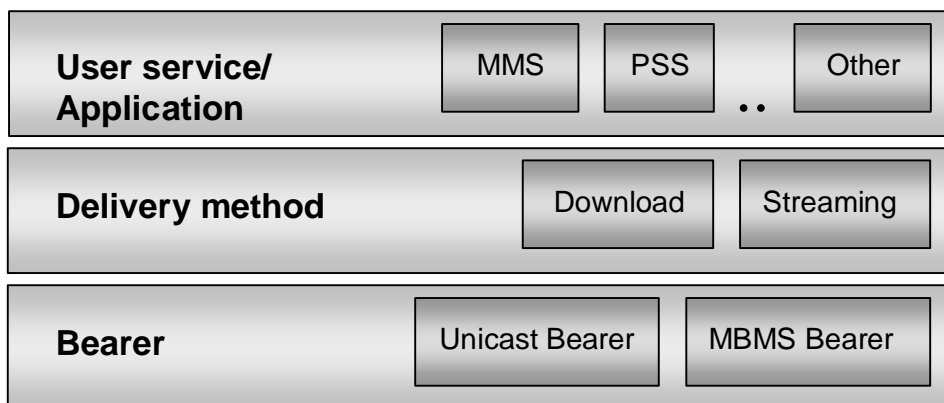 User service/
Application
MMS
PSS
..
Other
Delivery method
Download
Streaming
Bearer
Unicast Bearer
MBMS Bearer